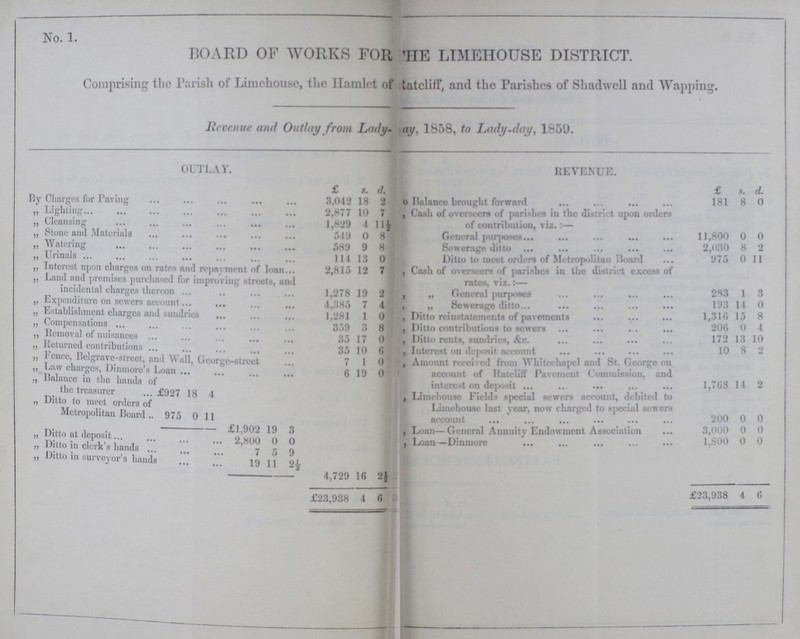 No. 1.
BOARD OF WORKS FOR THE LIMEHOUSE DISTRICT.
Comprising the Parish of Limehouse, the Hamlet of Ratcliff, and the Parishes of Shadwell and Wapping.
Revenue and Outlay from Lady-day, 1858, to Lady-day, 1859.
OUTLAY.
£ s. d.
By Charges for Paving ... 3,042 18 2
„ Lighting... 2,877 10 7
„ Cleansing ... 1,829 4 11½
„ Stone and Materials ... 549 0 8
„ Watering ... 589 9 8
„ Urinals ... 114 13 0
„ Interest upon charges on rates and repayment of loan... 2,815 12 7
„ Land and premises purchased for improving streets, and
incidental charges thereon ... 1,278 19 2
„ Expenditure on sewers account... 4,385 7 4
„ Establishment charges and sundries ... 1,281 1 0
„ Compensations ... 359 3 8
„ Removal of nuisances ... 35 17 0
„ Returned contributions ... 35 10 6
„ Fence, Belgrave-street, and Wall, George-street ... 7 1 0
„ Law charges, Dinmore's Loan ... 6 19 0
„ Balance in the hands of
the treasurer ... £927 18 4
„ Ditto to meet orders of
Metropolitan Board .. 975 0 11
£1,902 19 3
„ Ditto at deposit... 2,800 0 0
„ Ditto in clerk's hands ... 7 5 9
„ Ditto in surveyor's hands ... 19 11 2½
4,729 16 2½
£23,938 4 6
REVENUE.
£ s. d.
o Balance brought forward ... 181 8 0
, Cash of overseers of parishes in the district upon orders
of contribution, viz. :—
General purposes... 11,800 0 0
Sewerage ditto ... 2,030 8 2
Ditto to meet orders of Metropolitan Board ... 975 0 11
, Cash of overseers of parishes in the district excess of
rates, viz. :—
, „ General purposes ... 283 1 3
, „ Sewerage ditto... 193 14 0
, Ditto reinstatements of pavements ... 1,316 15 8
, Ditto contributions to sewers ... 206 0 4
, Ditto rents, sundries, &c. ... 172 13 10
, Interest on deposit account ... 10 8 2
, Amount received from Whitechapel and St. George on
account of Ratcliff Pavement Commission, and
interest on deposit ... 1,768 14 2
, Limehouse Fields special sewers account, debited to
Limehouse last year, now charged to special sewers
account ... 200 0 0
, Loan—General Annuity Endowment Association ... 3,000 0 0
, Loan—Dinmore ... 1,800 0 0
£23,938 4 6